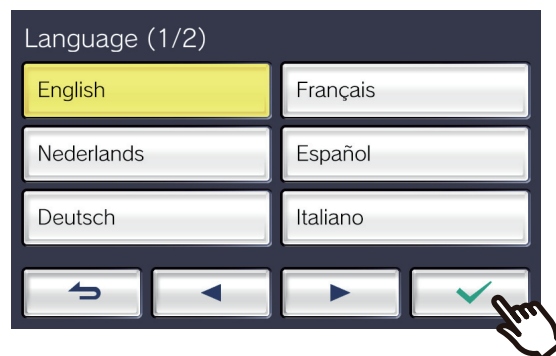 Language (1/2)
English
Français
Nederlands
Español
Deutsch
Italiano